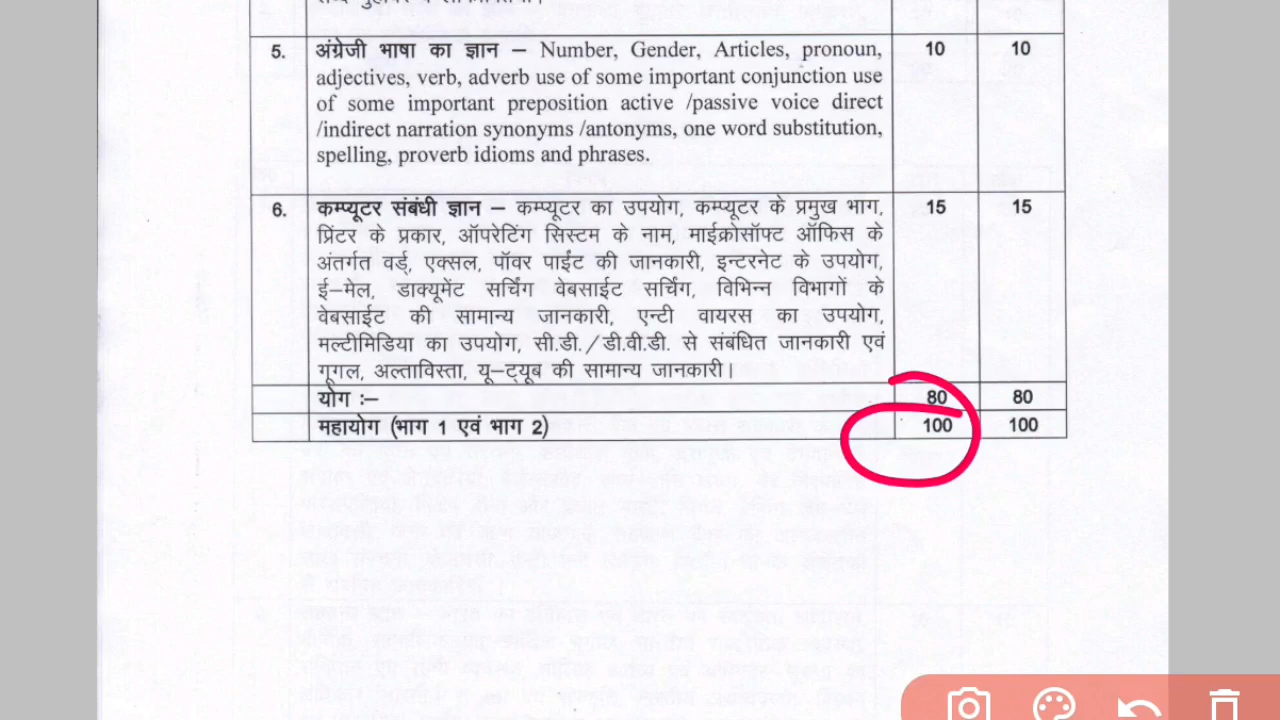 5. अंग्रेजी भाषा का ज्ञान – Number, Gender, Articles, pronoun, 10 10
adjectives, verb, adverb use of some important conjunction use
of some important preposition active /passive voice direct
/indirect narration synonyms /antonyms, one word substitution,
spelling, proverb idioms and phrases.
6. कम्प्यूटर संबंधी ज्ञान – कम्प्यूटर का उपयोग, कम्प्यूटर के प्रमुख भाग, 15 15
प्रिंटर के प्रकार, ऑपरेटिंग सिस्टम के नाम, माईक्रोसॉफ्ट ऑफिस के
अंतर्गत वर्ड, एक्सल, पॉवर पाईंट की जानकारी, इन्टरनेट के उपयोग,
ई–मेल, डाक्यूमेंट सर्चिंग वेबसाईट सर्चिंग, विभिन्न विभागों के
वेबसाईट की सामान्य जानकारी, एन्टी वायरस का उपयोग,
मल्टीमिडिया का उपयोग, सी.डी./डी.वी.डी. से संबंधित जानकारी एवं
गूगल, अल्ताविस्ता, यू–ट्यूब की सामान्य जानकारी।
योग :– 80 80
महायोग (भाग 1 एवं भाग 2) 100 100